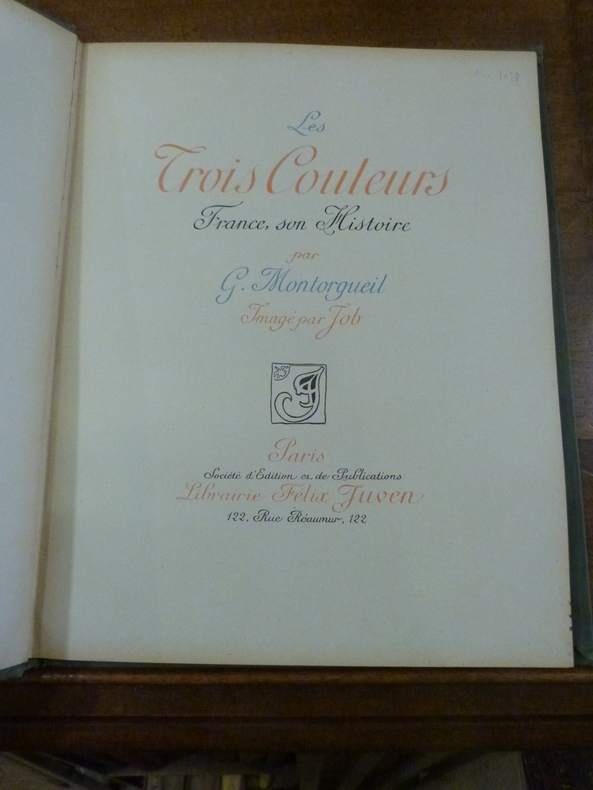 Les
Trois Couleurs
France, son Histoire
par
G. Montorgueil
Imagé par Job
Paris
Société d'Edition et de Publications
Librairie Félix Juven
122, Rue Réaumur, 122